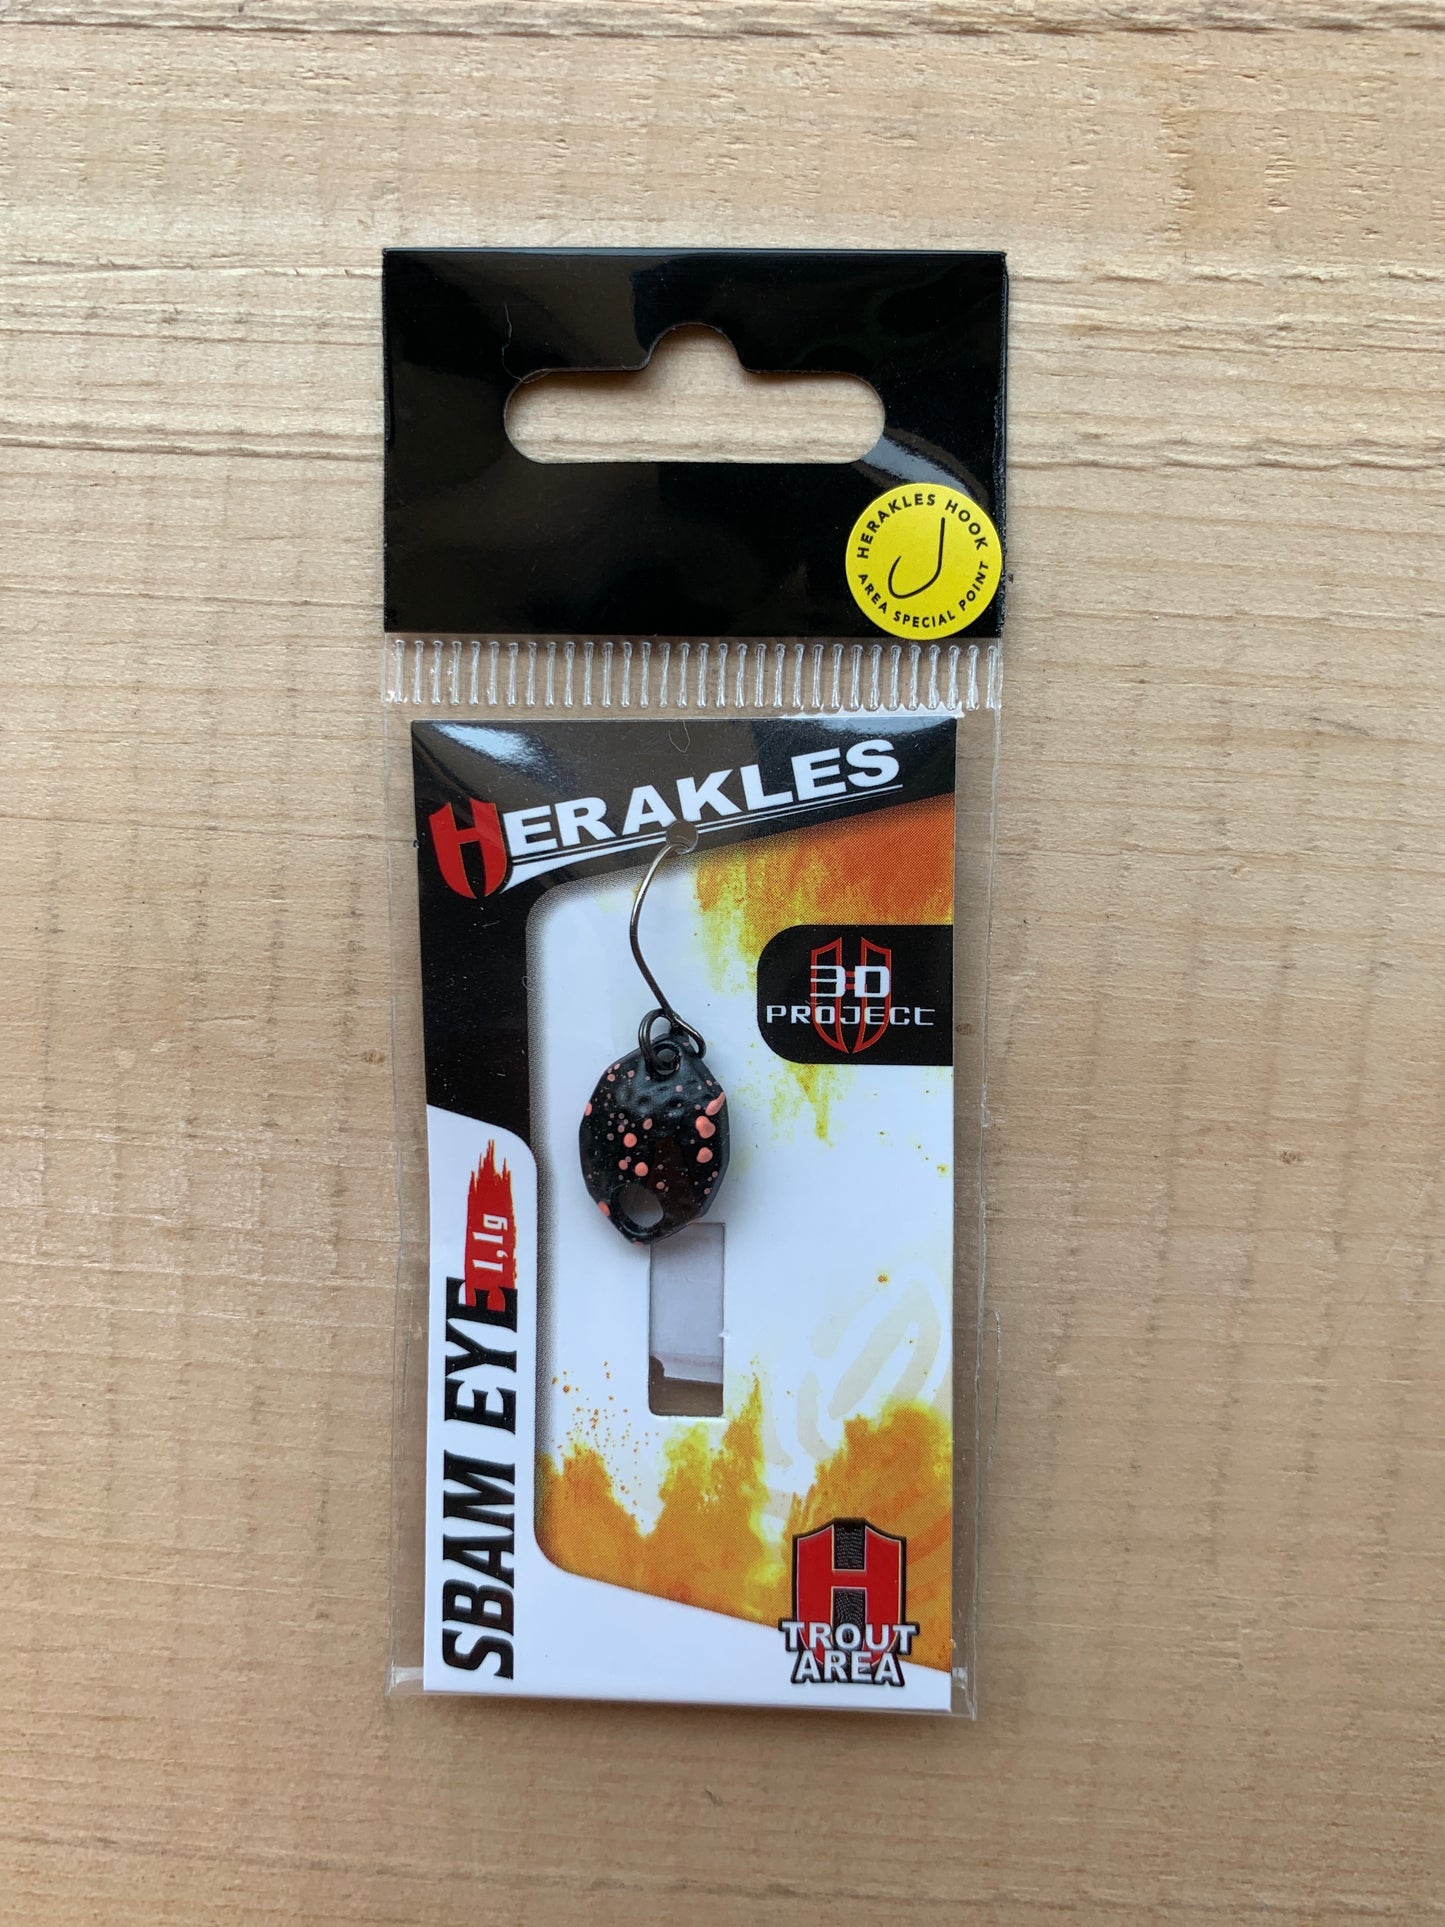 HERAKLES HOOK
AREA SPECIAL POINT
HERAKLES
3D
PROJECT
SBAM EYE 1,1g
TROUT
AREA